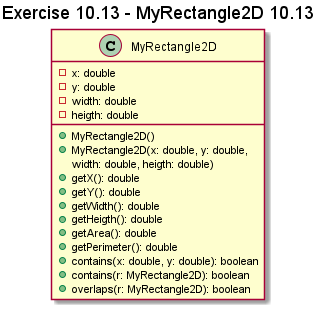 Exercise 10.13 - MyRectangle2D 10.13
C MyRectangle2D
x: double
y: double
width: double
heigth: double
MyRectangle2D()
MyRectangle2D(x: double, y: double,
width: double, heigth: double)
getX(): double
getY(): double
getWidth(): double
getHeigth(): double
getArea(): double
getPerimeter(): double
contains(x: double, y: double): boolean
contains(r: MyRectangle2D): boolean
overlaps(r: MyRectangle2D): boolean